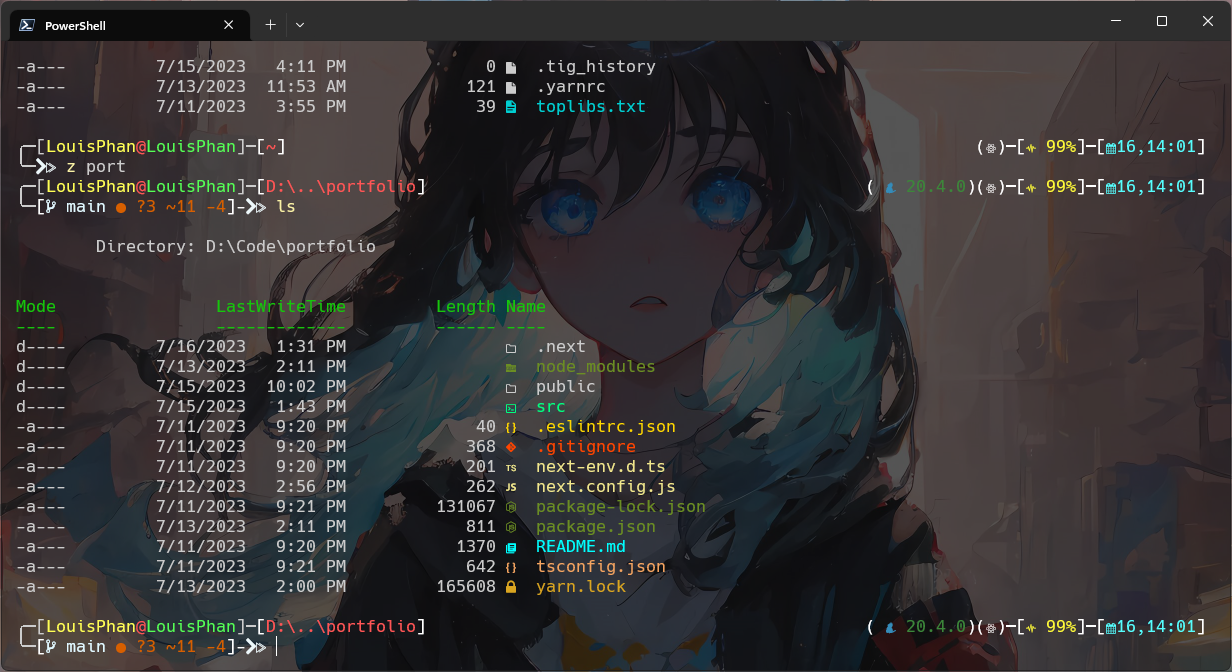 PowerShell
-a--- 7/15/2023 4:11 PM 0 .tig_history
-a--- 7/13/2023 11:53 AM 121 .yarnrc
-a--- 7/11/2023 3:55 PM 39 toplibs.txt
[LouisPhan@LouisPhan]-[~] ()-[ 99%]-[16,14:01]
z port
[LouisPhan@LouisPhan]-[D:\..\portfolio] ( 20.4.0)()-[ 99%]-[16,14:01]
[ main ● ?3 ~11 -4]- ls
Directory: D:\Code\portfolio
Mode LastWriteTime Length Name
---- ------------- ------ ----
d---- 7/16/2023 1:31 PM .next
d---- 7/13/2023 2:11 PM node_modules
d---- 7/15/2023 10:02 PM public
d---- 7/15/2023 1:43 PM src
-a--- 7/11/2023 9:20 PM 40 {} .eslintrc.json
-a--- 7/11/2023 9:20 PM 368 .gitignore
-a--- 7/11/2023 9:20 PM 201 TS next-env.d.ts
-a--- 7/12/2023 2:56 PM 262 JS next.config.js
-a--- 7/11/2023 9:21 PM 131067 package-lock.json
-a--- 7/13/2023 2:11 PM 811 package.json
-a--- 7/11/2023 9:20 PM 1370 README.md
-a--- 7/11/2023 9:21 PM 642 {} tsconfig.json
-a--- 7/13/2023 2:00 PM 165608 yarn.lock
[LouisPhan@LouisPhan]-[D:\..\portfolio] ( 20.4.0)()-[ 99%]-[16,14:01]
[ main ● ?3 ~11 -4]-